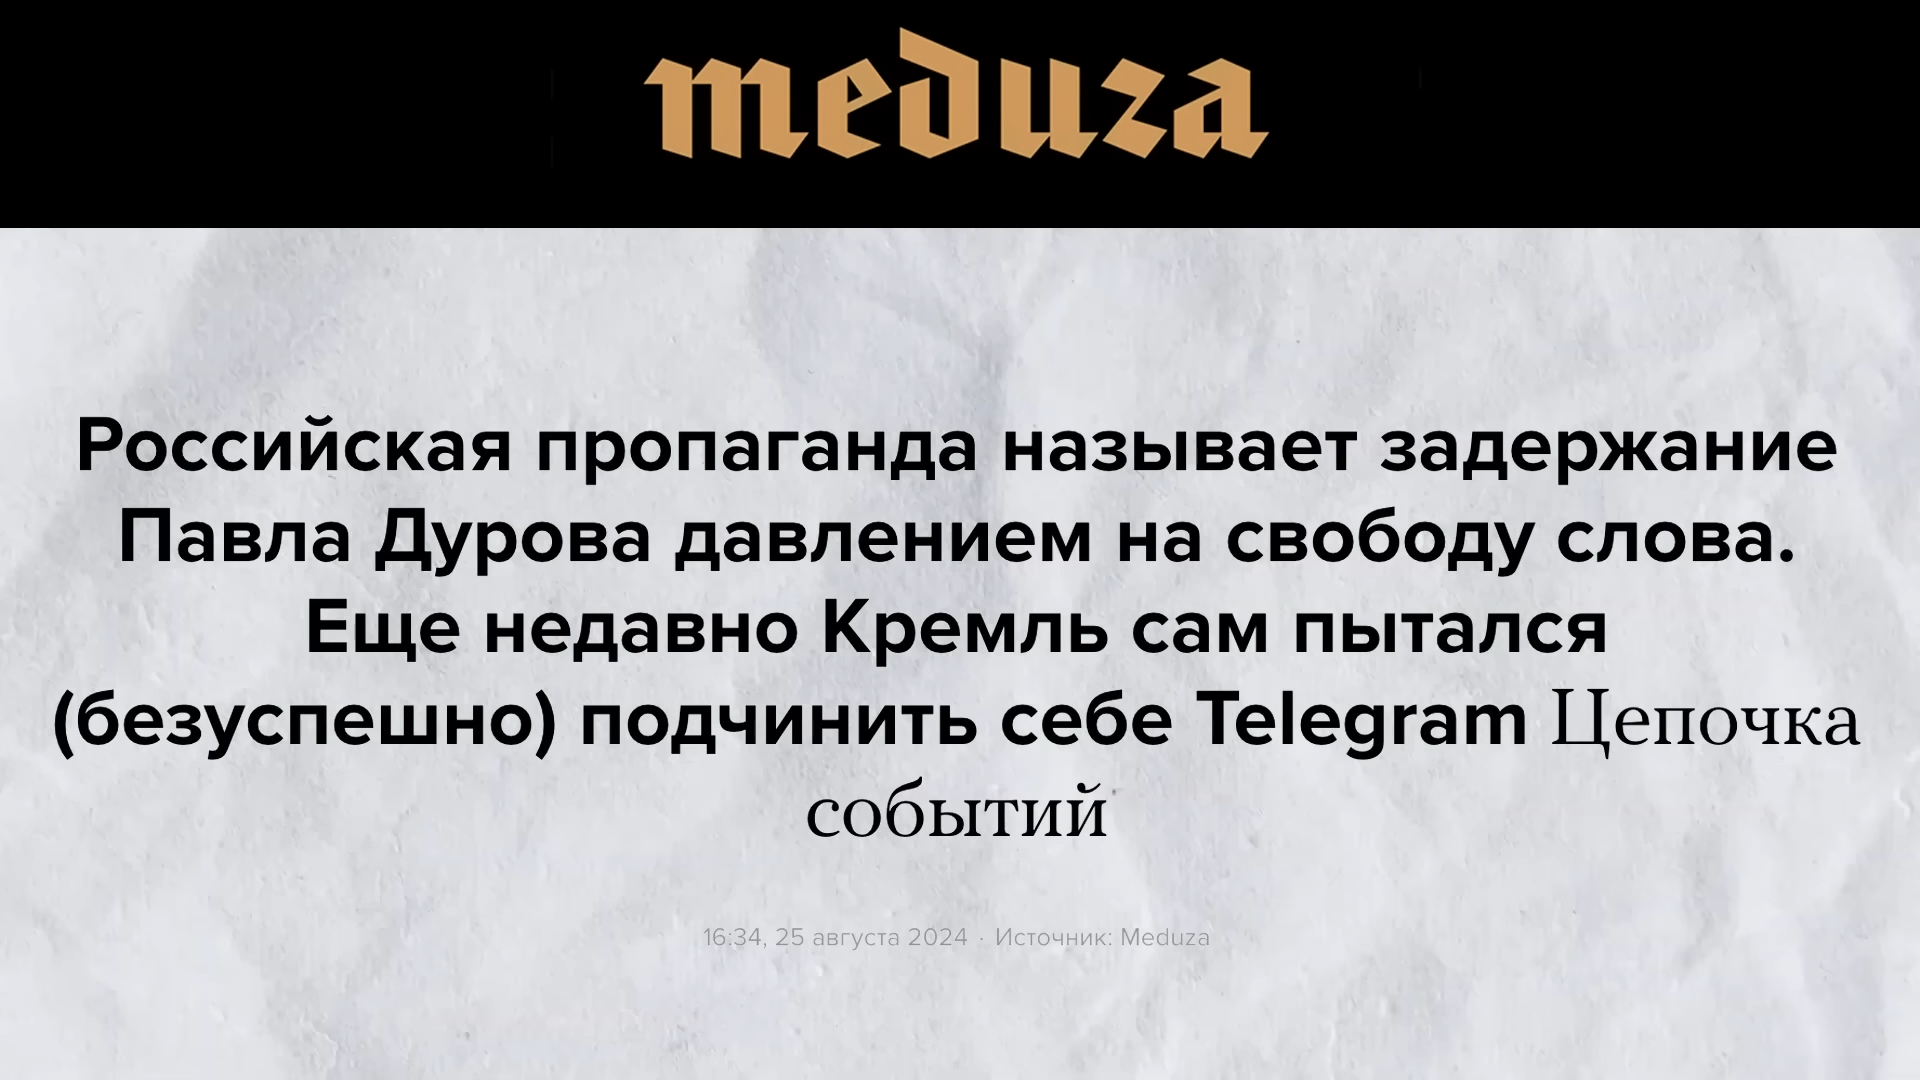 meduza
Российская пропаганда называет задержание
Павла Дурова давлением на свободу слова.
Еще недавно Кремль сам пытался
(безуспешно) подчинить себе Telegram Цепочка
событий
16:34, 25 августа 2024 · Источник: Meduza